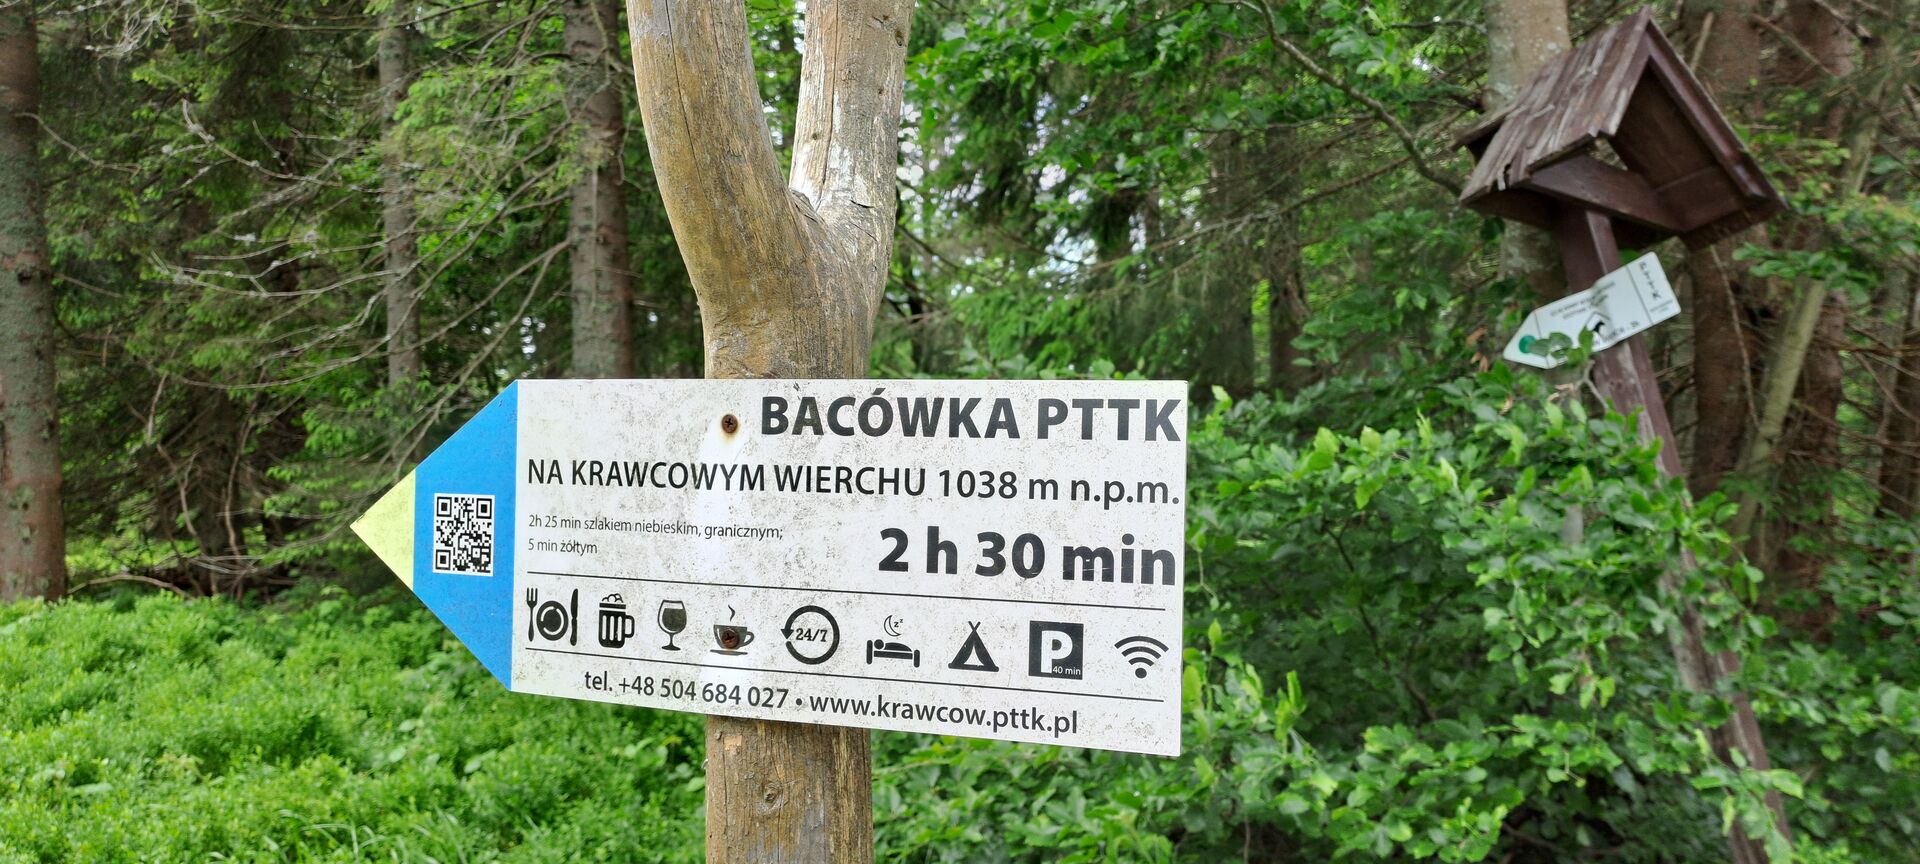 BACÓWKA PTTK
NA KRAWCOWYM WIERCHU 1038 m n.p.m.
2h 25 min szlakiem niebieskim, granicznym;
5 min żółtym
2 h 30 min
24/7
P
40 min
tel. +48 504 684 027 • www.krawcow.pttk.pl